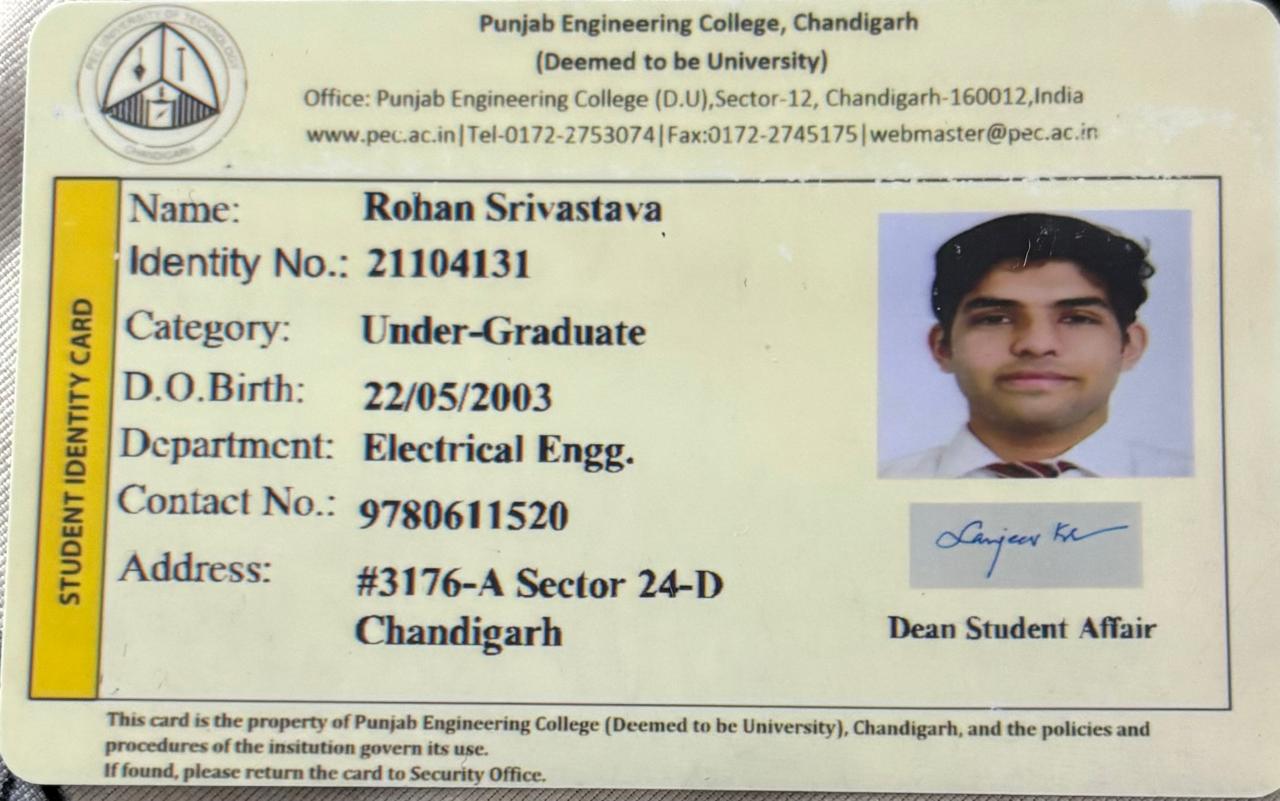 PEC UNIVERSITY OF TECHNOLOGY
CHANDIGARH
Punjab Engineering College, Chandigarh
(Deemed to be University)
Office: Punjab Engineering College (D.U),Sector-12, Chandigarh-160012,India
www.pec.ac.in|Tel-0172-2753074|Fax:0172-2745175|webmaster@pec.ac.in
STUDENT IDENTITY CARD
Name: Rohan Srivastava
Identity No.: 21104131
Category: Under-Graduate
D.O.Birth: 22/05/2003
Department: Electrical Engg.
Contact No.: 9780611520
Address: #3176-A Sector 24-D
Chandigarh
Dean Student Affair
This card is the property of Punjab Engineering College (Deemed to be University), Chandigarh, and the policies and
procedures of the insitution govern its use.
If found, please return the card to Security Office.